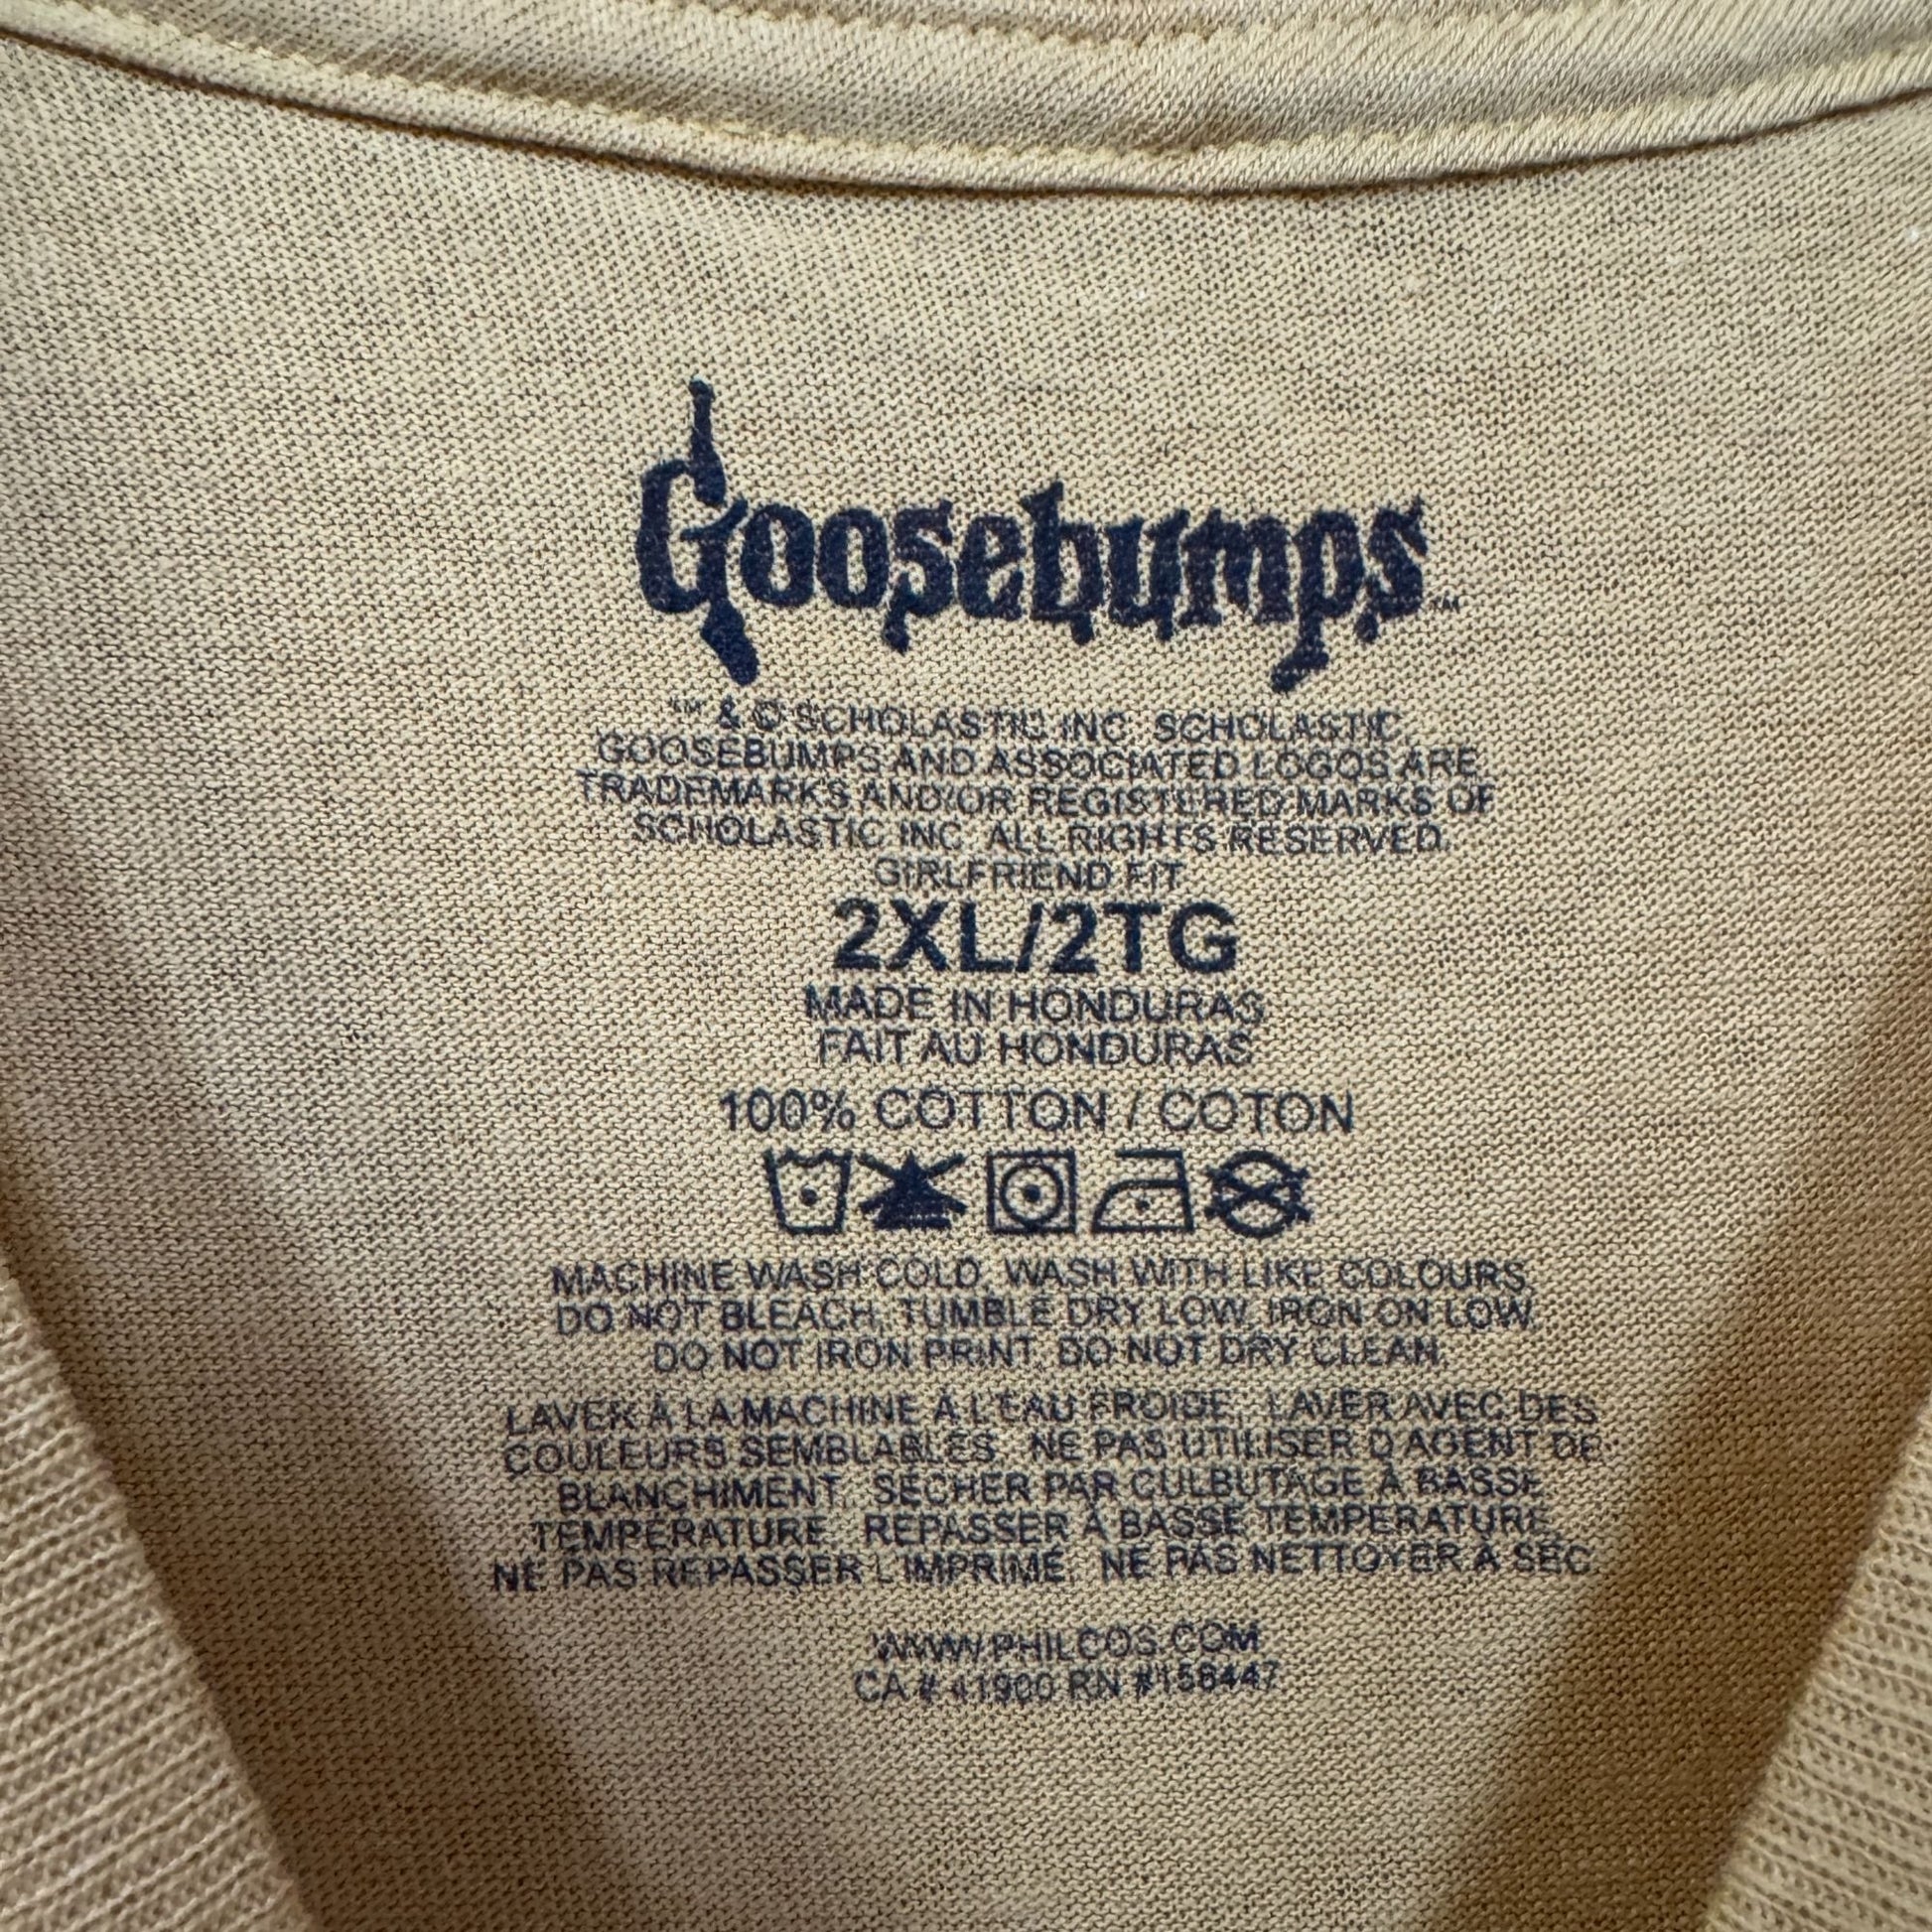 Goosebumps™
™ & © SCHOLASTIC INC. SCHOLASTIC,
GOOSEBUMPS AND ASSOCIATED LOGOS ARE
TRADEMARKS AND/OR REGISTERED MARKS OF
SCHOLASTIC INC. ALL RIGHTS RESERVED.
GIRLFRIEND FIT
2XL/2TG
MADE IN HONDURAS
FAIT AU HONDURAS
100% COTTON / COTON
MACHINE WASH COLD. WASH WITH LIKE COLOURS.
DO NOT BLEACH. TUMBLE DRY LOW. IRON ON LOW.
DO NOT IRON PRINT. DO NOT DRY CLEAN.
LAVER À LA MACHINE À L'EAU FROIDE. LAVER AVEC DES
COULEURS SEMBLABLES. NE PAS UTILISER D'AGENT DE
BLANCHIMENT. SÉCHER PAR CULBUTAGE À BASSE
TEMPÉRATURE. REPASSER À BASSE TEMPÉRATURE.
NE PAS REPASSER L'IMPRIMÉ. NE PAS NETTOYER À SEC
WWW.PHILCOS.COM
CA # 41900 RN #158447